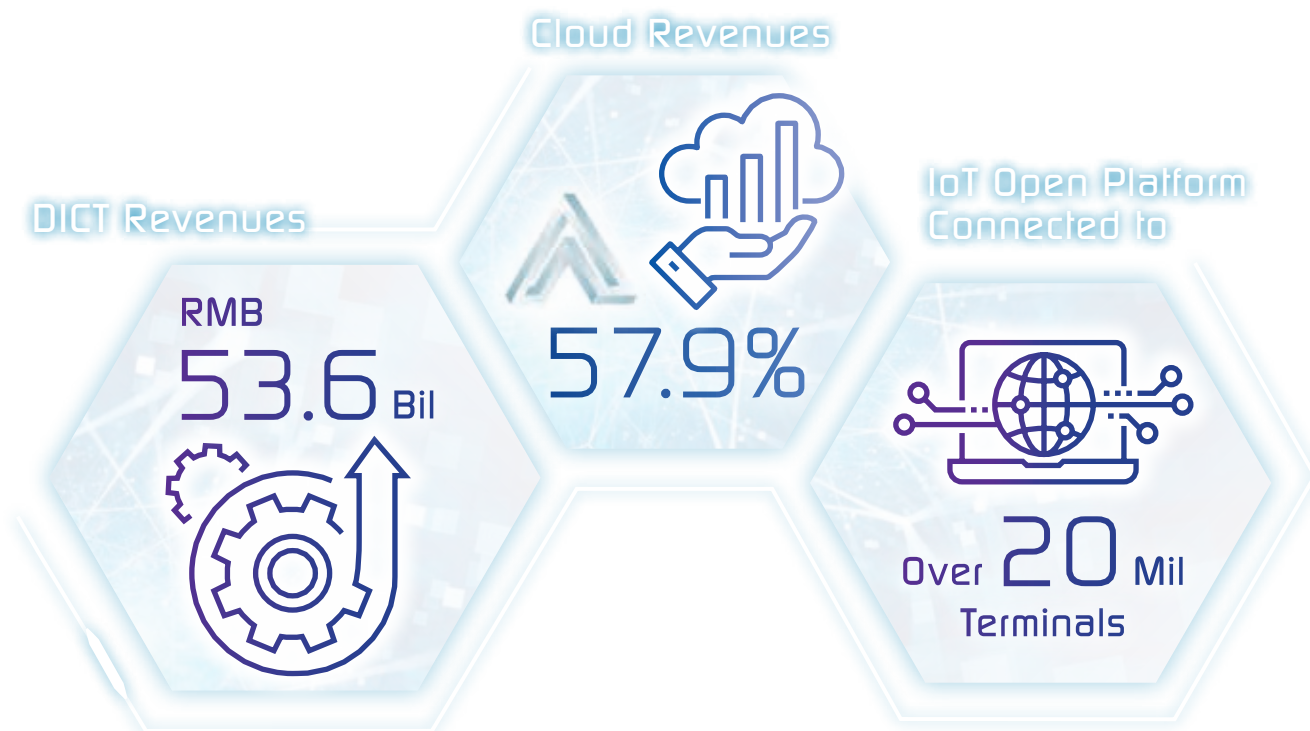 Cloud Revenues
57.9%
DICT Revenues
RMB
53.6 Bil
IoT Open Platform
Connected to
Over 20 Mil
Terminals